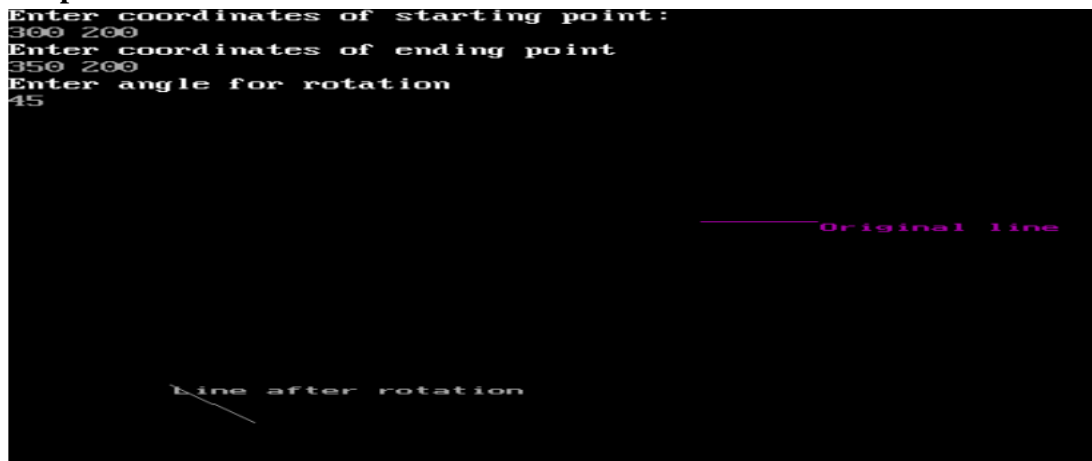 Enter coordinates of starting point:
300 200
Enter coordinates of ending point
350 200
Enter angle for rotation
45
Original line
Line after rotation